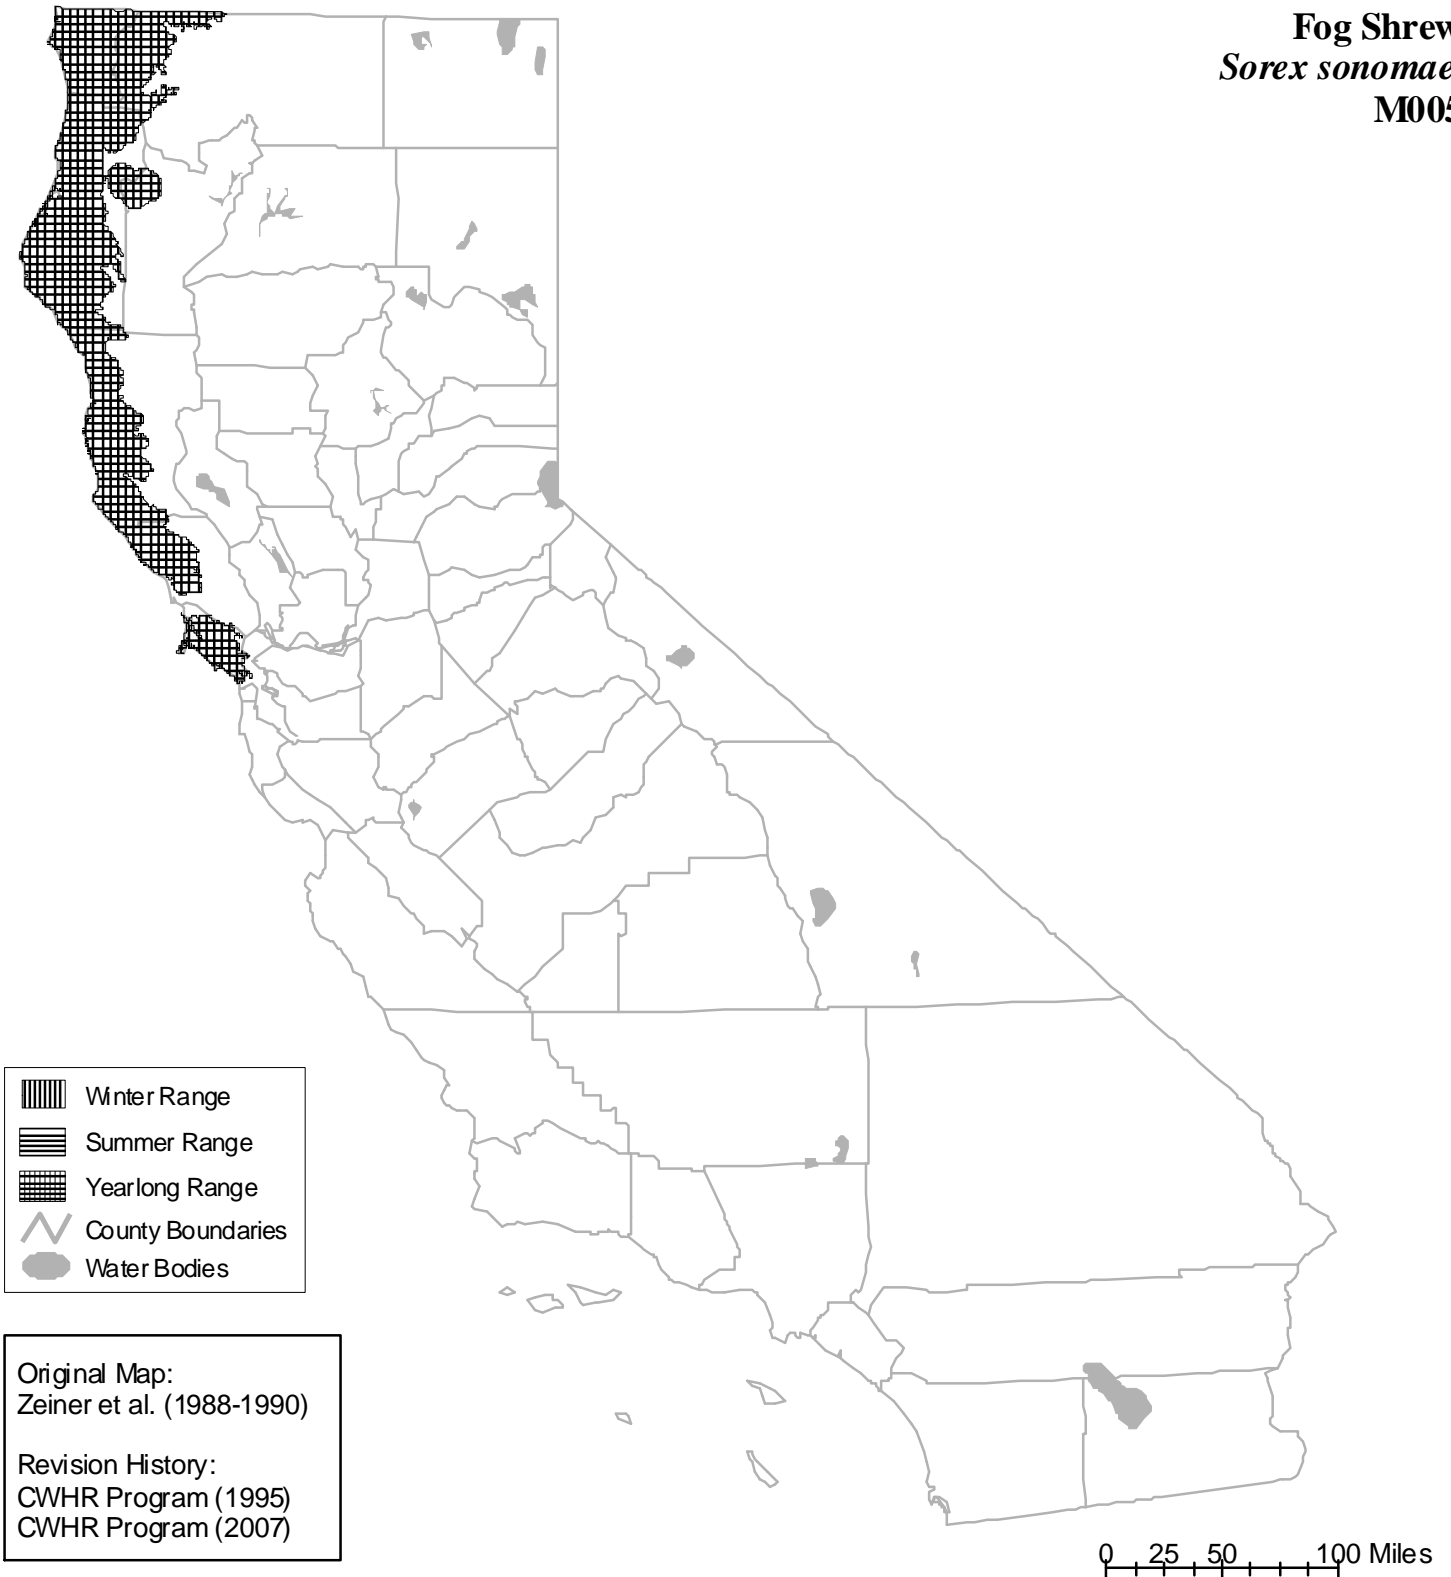 Fog Shrew
Sorex sonomae
M005
Winter Range
Summer Range
Yearlong Range
County Boundaries
Water Bodies
Original Map:
Zeiner et al. (1988-1990)
Revision History:
CWHR Program (1995)
CWHR Program (2007)
0 25 50 100 Miles